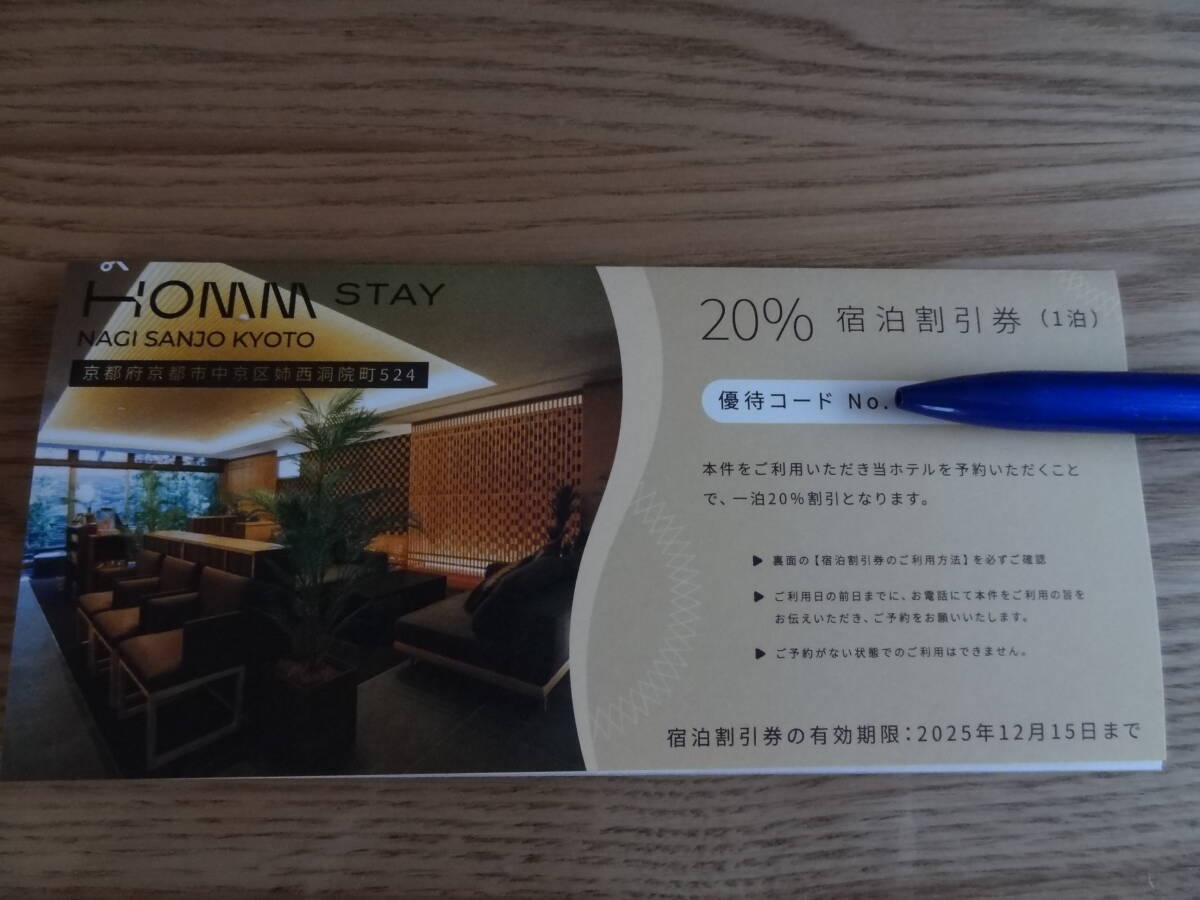 HOMM STAY
NAGI SANJO KYOTO
京都府京都市中京区姉西洞院町524
20% 宿泊割引券（1泊）
優待コード No.
本件をご利用いただき当ホテルを予約いただくこと
で、一泊20％割引となります。
▶ 裏面の【宿泊割引券のご利用方法】を必ずご確認
▶ ご利用日の前日までに、お電話にて本件をご利用の旨を
お伝えいただき、ご予約をお願いいたします。
▶ ご予約がない状態でのご利用はできません。
宿泊割引券の有効期限：2025年12月15日まで